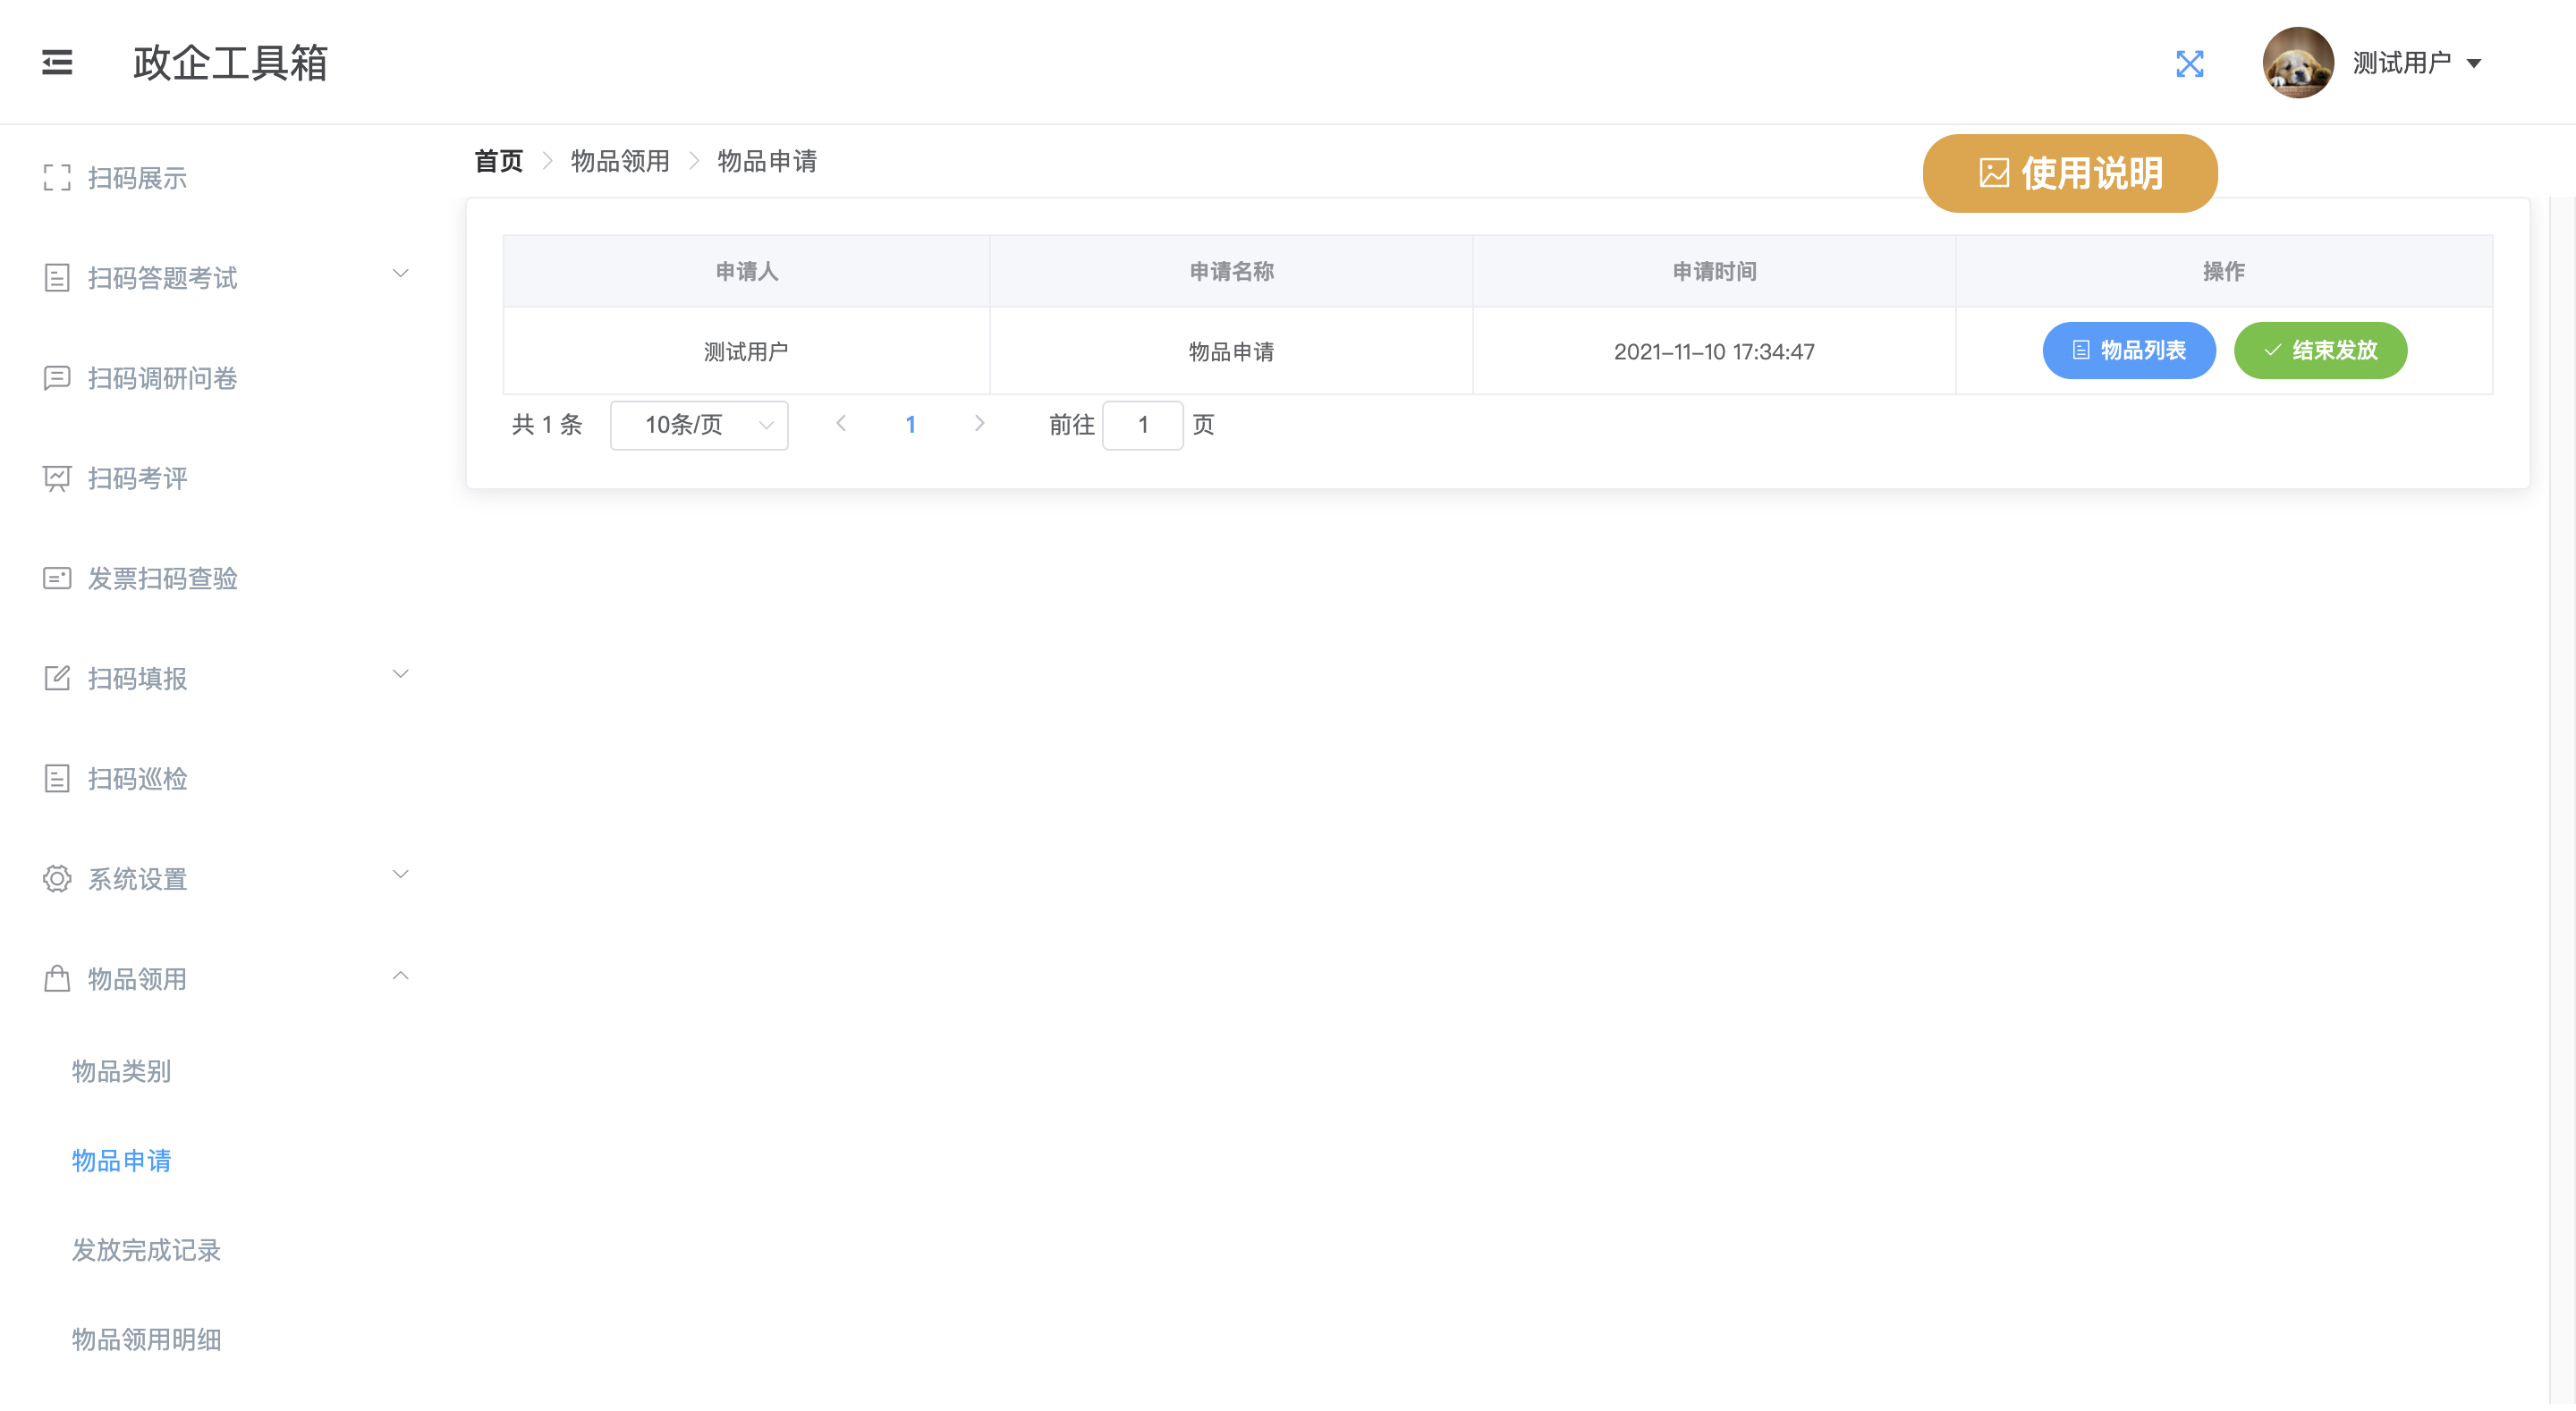 政企工具箱
测试用户
扫码展示
扫码答题考试
扫码调研问卷
扫码考评
发票扫码查验
扫码填报
扫码巡检
系统设置
物品领用
物品类别
物品申请
发放完成记录
物品领用明细
首页 物品领用 物品申请
使用说明
申请人 申请名称 申请时间 操作
测试用户 物品申请 2021-11-10 17:34:47 物品列表 结束发放
共 1 条 10条/页 1 前往 1 页